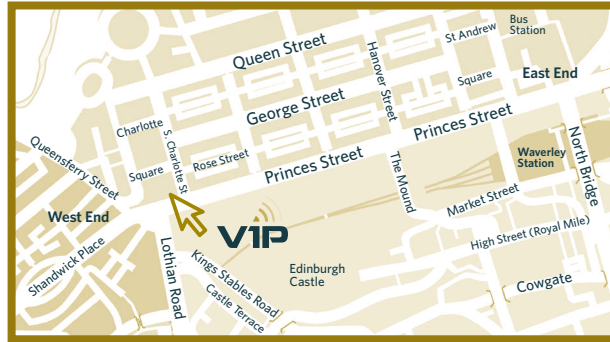 Bus
Station
St Andrew
Square
Queen Street
Hanover Street
East End
George Street
Princes Street
Charlotte
Square
S. Charlotte St
Rose Street
Princes Street
Queensferry Street
Waverley
Station
North Bridge
The Mound
Market Street
West End
V1P
High Street (Royal Mile)
Shandwick Place
Lothian Road
Kings Stables Road
Castle Terrace
Edinburgh
Castle
Cowgate